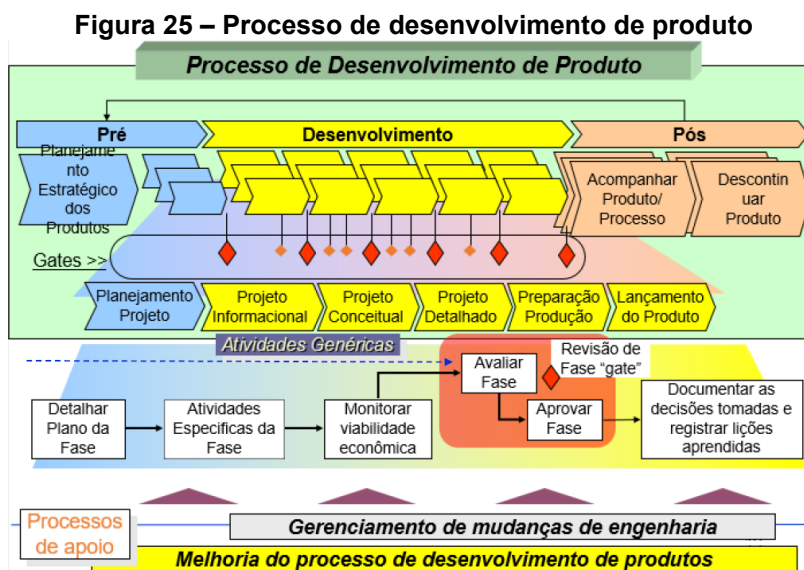 Figura 25 – Processo de desenvolvimento de produto
Processo de Desenvolvimento de Produto
Pré
Desenvolvimento
Pós
Planejame
nto
Estratégico
dos
Produtos
Acompanhar
Produto/
Processo
Descontin
uar
Produto
Gates >>
Planejamento
Projeto
Projeto
Informacional
Projeto
Conceitual
Projeto
Detalhado
Preparação
Produção
Lançamento
do Produto
Atividades Genéricas
Detalhar
Plano da
Fase
Atividades
Especificas da
Fase
Monitorar
viabilidade
econômica
Avaliar
Fase
Revisão de
Fase “gate”
Aprovar
Fase
Documentar as
decisões tomadas e
registrar lições
aprendidas
Processos
de apoio
Gerenciamento de mudanças de engenharia
Melhoria do processo de desenvolvimento de produtos